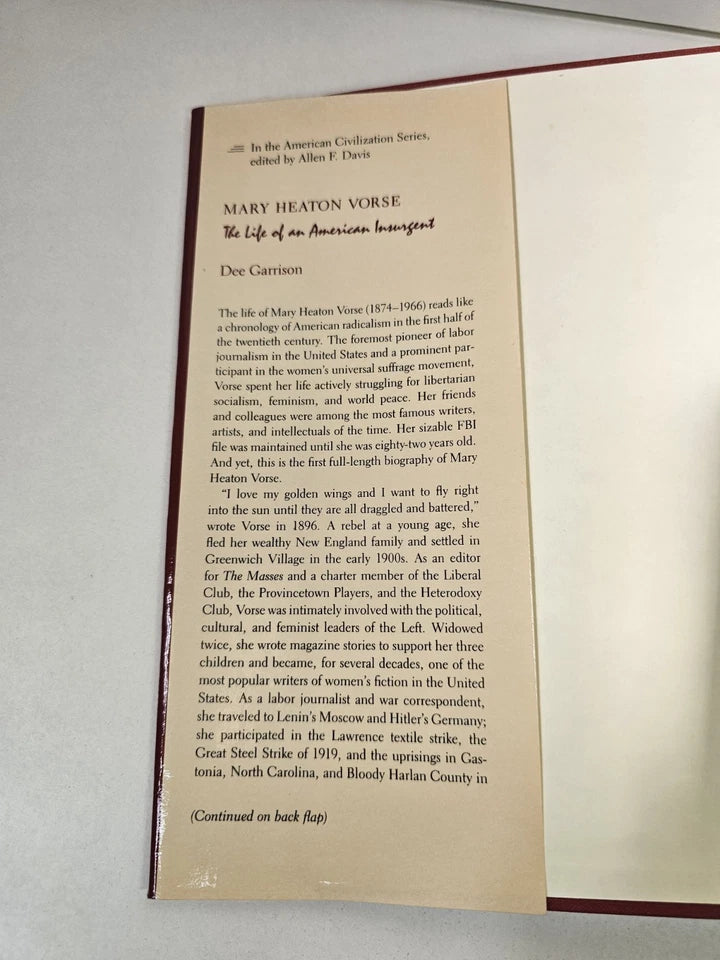 In the American Civilization Series,
edited by Allen F. Davis
MARY HEATON VORSE
The Life of an American Insurgent
Dee Garrison
The life of Mary Heaton Vorse (1874–1966) reads like
a chronology of American radicalism in the first half of
the twentieth century. The foremost pioneer of labor
journalism in the United States and a prominent par-
ticipant in the women's universal suffrage movement,
Vorse spent her life actively struggling for libertarian
socialism, feminism, and world peace. Her friends
and colleagues were among the most famous writers,
artists, and intellectuals of the time. Her sizable FBI
file was maintained until she was eighty-two years old.
And yet, this is the first full-length biography of Mary
Heaton Vorse.
"I love my golden wings and I want to fly right
into the sun until they are all draggled and battered,"
wrote Vorse in 1896. A rebel at a young age, she
fled her wealthy New England family and settled in
Greenwich Village in the early 1900s. As an editor
for The Masses and a charter member of the Liberal
Club, the Provincetown Players, and the Heterodoxy
Club, Vorse was intimately involved with the political,
cultural, and feminist leaders of the Left. Widowed
twice, she wrote magazine stories to support her three
children and became, for several decades, one of the
most popular writers of women's fiction in the United
States. As a labor journalist and war correspondent,
she traveled to Lenin's Moscow and Hitler's Germany;
she participated in the Lawrence textile strike, the
Great Steel Strike of 1919, and the uprisings in Gas-
tonia, North Carolina, and Bloody Harlan County in
(Continued on back flap)